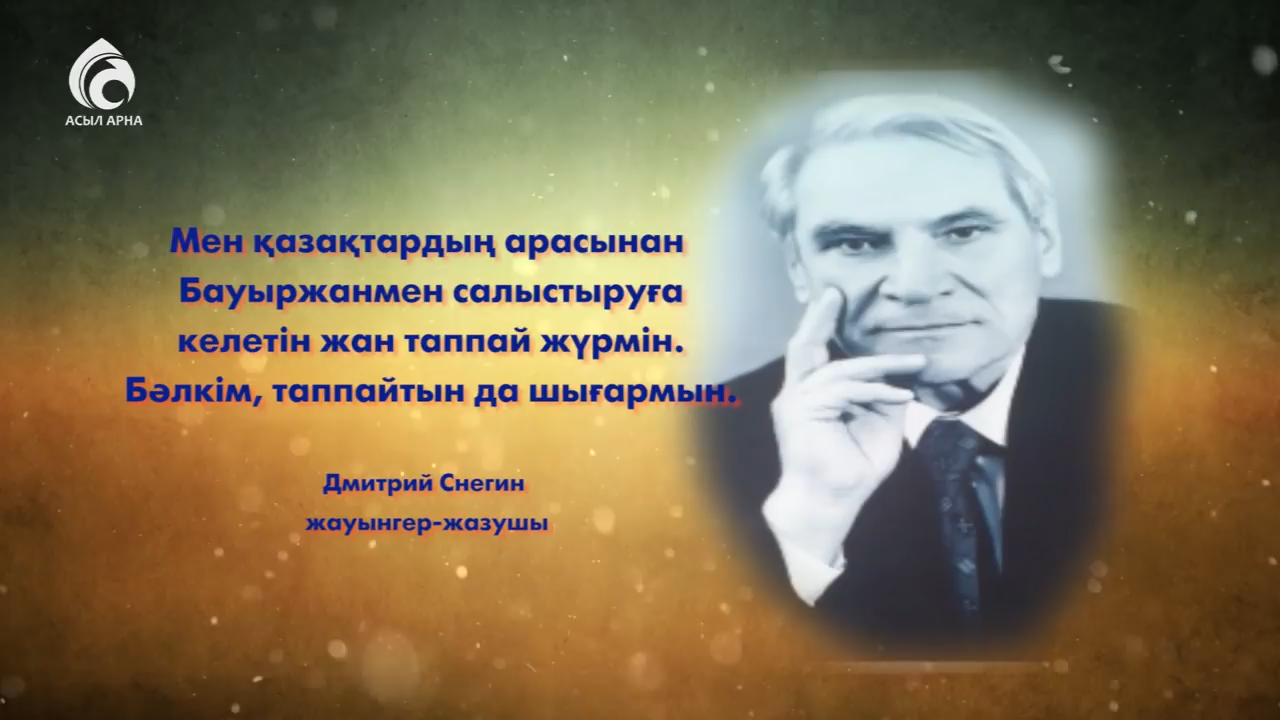 АСЫЛ АРНА
Мен қазақтардың арасынан
Бауыржанмен салыстыруға
келетін жан таппай жүрмін.
Бәлкім, таппайтын да шығармын.
Дмитрий Снегин
жауынгер-жазушы